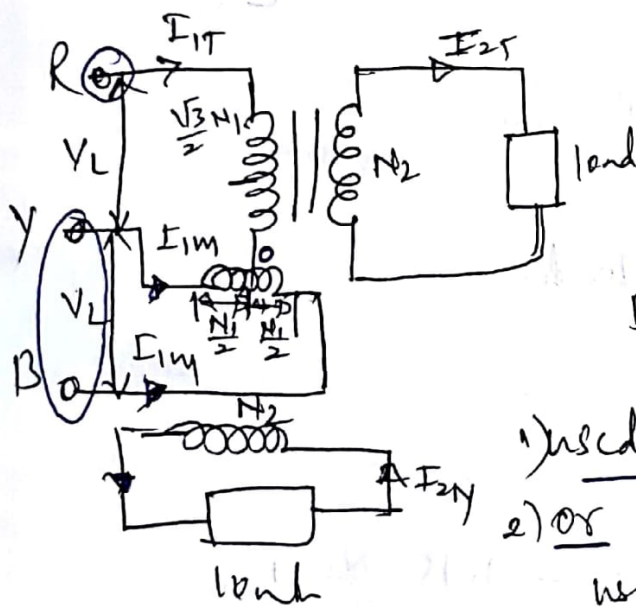 I1T
I2T
R
√3/2 N1
N2
load
VL
Y
I1M
O
VL
N1/2 N1/2
I1M
B
N2
1) used
2) or
I2M
load
us